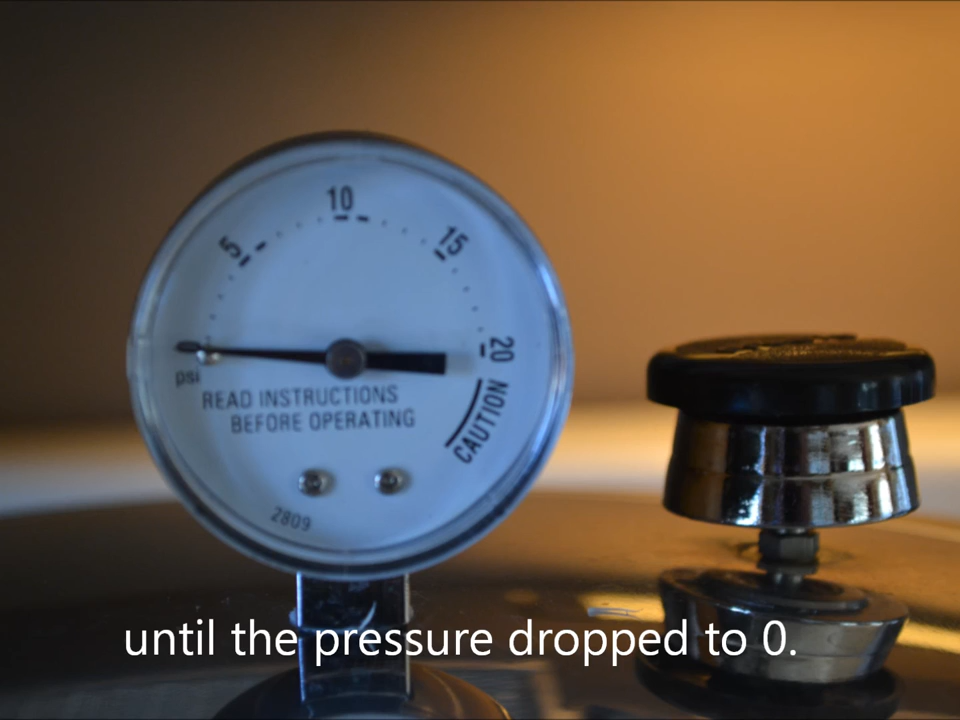 10
5
15
20
psi
READ INSTRUCTIONS
BEFORE OPERATING
CAUTION
2809
until the pressure dropped to 0.